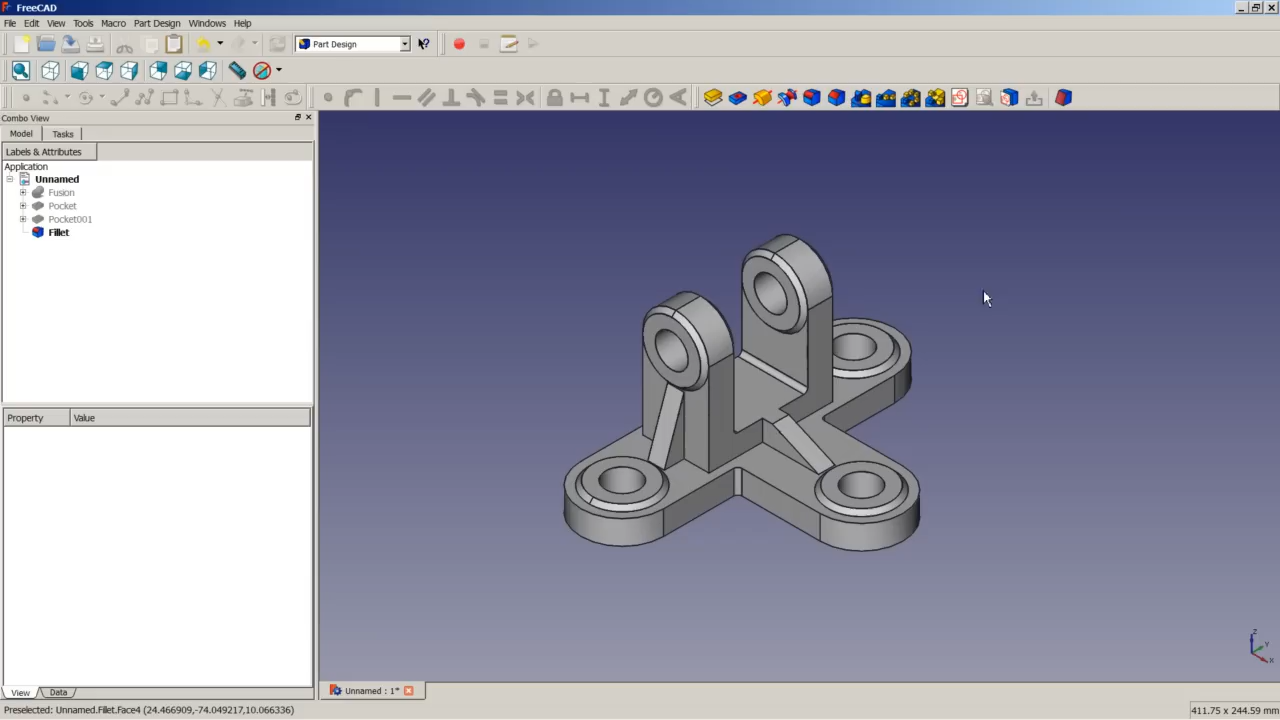 FreeCAD
File Edit View Tools Macro Part Design Windows Help
Part Design
Combo View
Model Tasks
Labels & Attributes
Application
Unnamed
Fusion
Pocket
Pocket001
Fillet
Property Value
View Data
Unnamed : 1*
Z
Y
X
Preselected: Unnamed.Fillet.Face4 (24.466909,-74.049217,10.066336)
411.75 x 244.59 mm